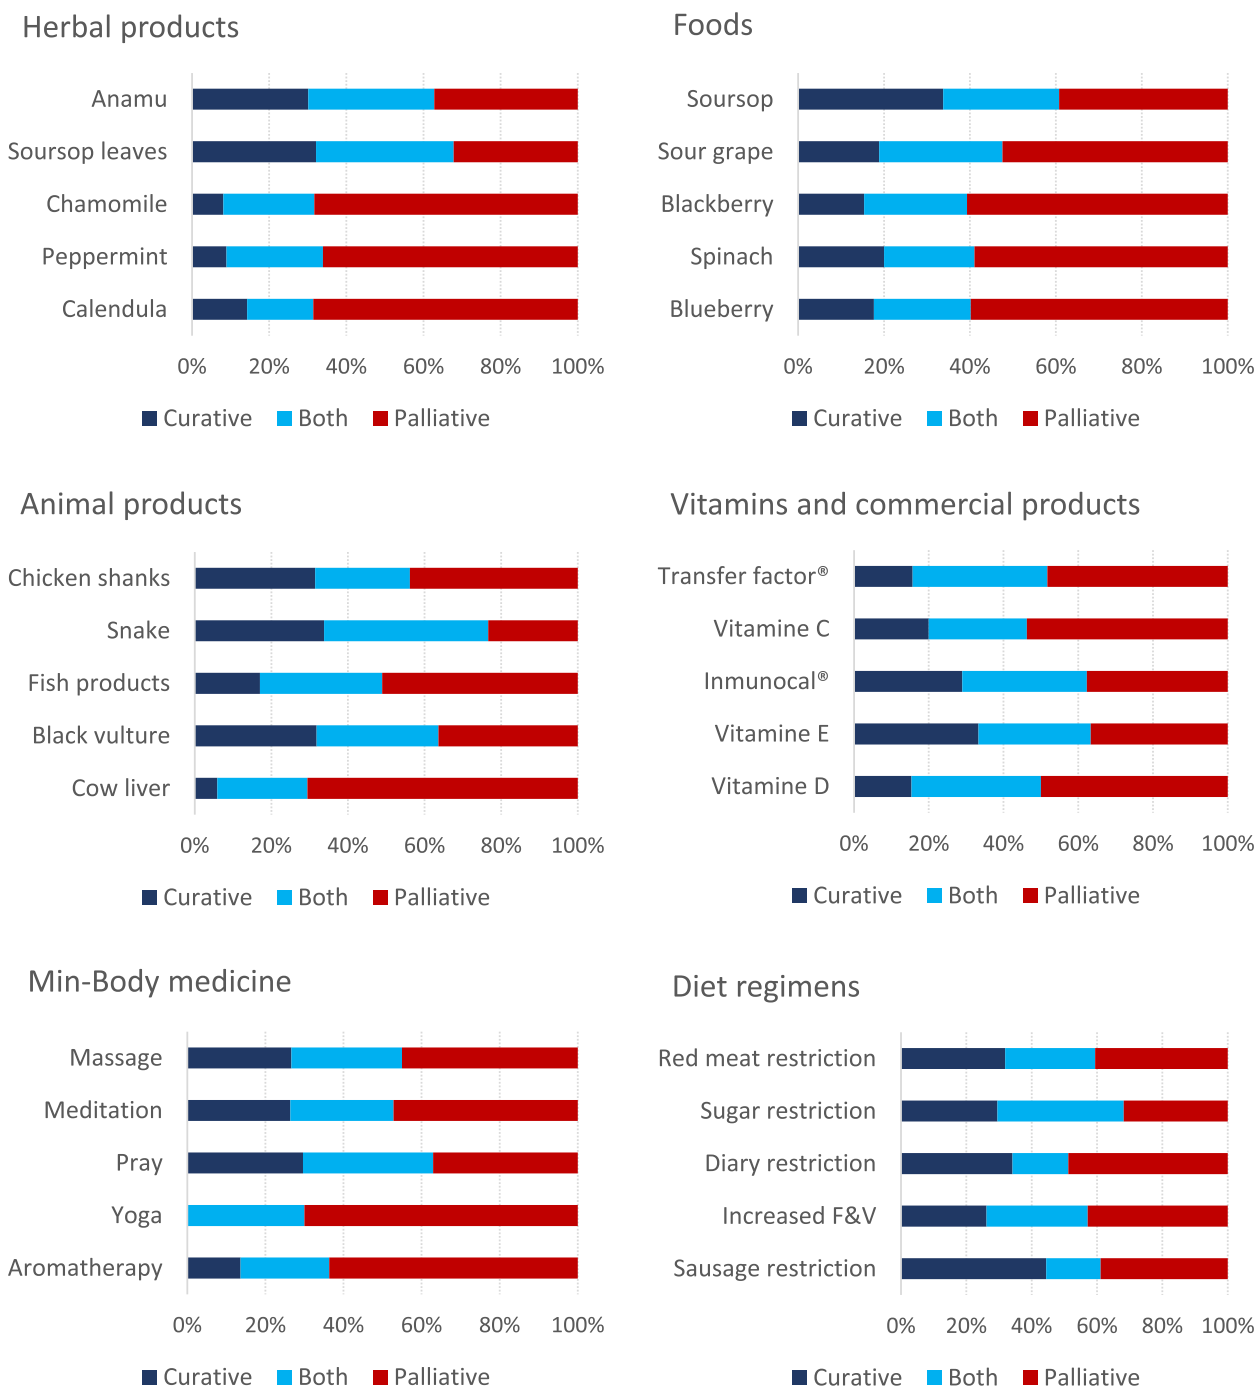 Herbal products
Anamu
Soursop leaves
Chamomile
Peppermint
Calendula
0% 20% 40% 60% 80% 100%
Curative Both Palliative
Foods
Soursop
Sour grape
Blackberry
Spinach
Blueberry
0% 20% 40% 60% 80% 100%
Curative Both Palliative
Animal products
Chicken shanks
Snake
Fish products
Black vulture
Cow liver
0% 20% 40% 60% 80% 100%
Curative Both Palliative
Vitamins and commercial products
Transfer factor®
Vitamine C
Inmunocal®
Vitamine E
Vitamine D
0% 20% 40% 60% 80% 100%
Curative Both Palliative
Min-Body medicine
Massage
Meditation
Pray
Yoga
Aromatherapy
0% 20% 40% 60% 80% 100%
Curative Both Palliative
Diet regimens
Red meat restriction
Sugar restriction
Diary restriction
Increased F&V
Sausage restriction
0% 20% 40% 60% 80% 100%
Curative Both Palliative